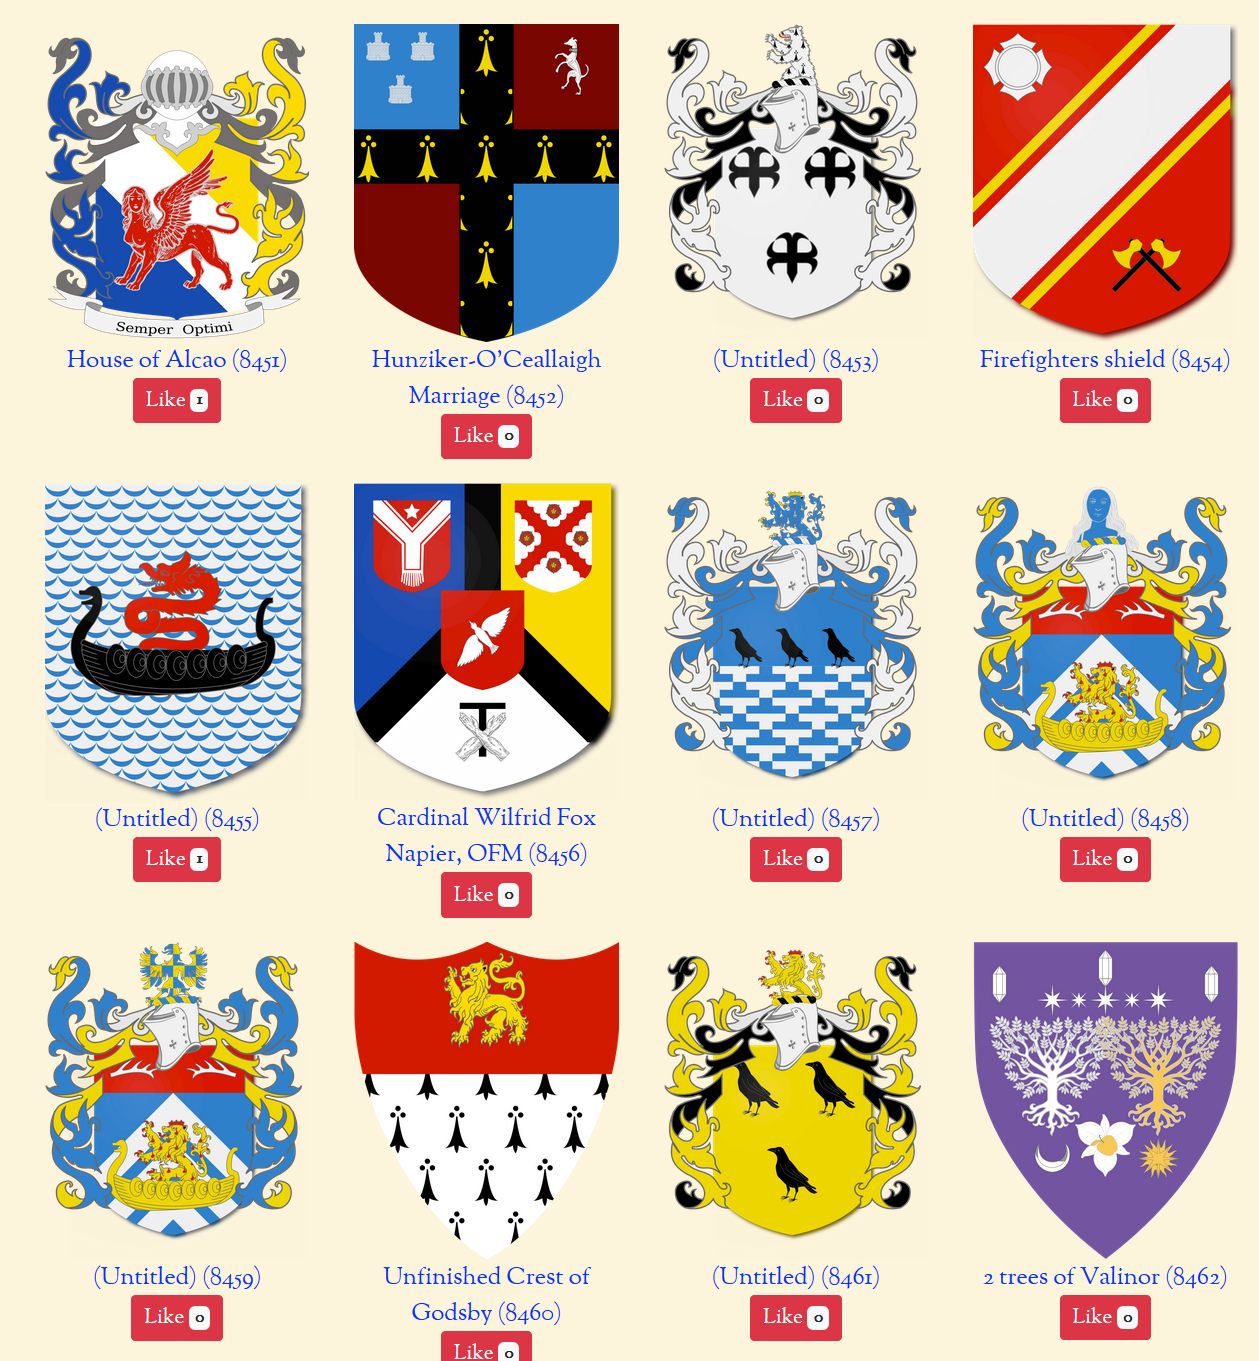 Semper Optimi
House of Alcao (8451)
Like 1
Hunziker-O'Ceallaigh
Marriage (8452)
Like 0
(Untitled) (8453)
Like 0
Firefighters shield (8454)
Like 0
(Untitled) (8455)
Like 1
Cardinal Wilfrid Fox
Napier, OFM (8456)
Like 0
(Untitled) (8457)
Like 0
(Untitled) (8458)
Like 0
(Untitled) (8459)
Like 0
Unfinished Crest of
Godsby (8460)
Like 0
(Untitled) (8461)
Like 0
2 trees of Valinor (8462)
Like 0